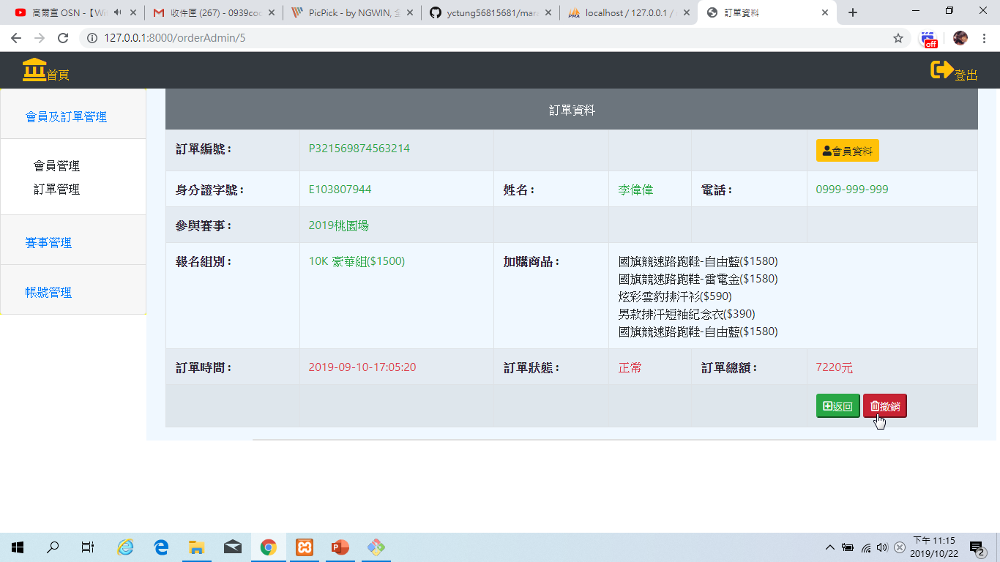 高爾宣 OSN -【Wi
收件匣 (267) - 0939co
PicPick - by NGWIN, 全
yctung56815681/mar
localhost / 127.0.0.1 /
訂單資料
127.0.0.1:8000/orderAdmin/5
off
首頁
登出
會員及訂單管理
會員管理
訂單管理
賽事管理
帳號管理
訂單資料
訂單編號： P321569874563214 會員資料
身分證字號： E103807944 姓名： 李偉偉 電話： 0999-999-999
參與賽事： 2019桃園場
報名組別： 10K 豪華組($1500) 加購商品： 國旗競速路跑鞋-自由藍($1580)
國旗競速路跑鞋-雷電金($1580)
炫彩雲豹排汗衫($590)
男款排汗短袖紀念衣($390)
國旗競速路跑鞋-自由藍($1580)
訂單時間： 2019-09-10-17:05:20 訂單狀態： 正常 訂單總額： 7220元
返回 撤銷
下午 11:15
2019/10/22
2